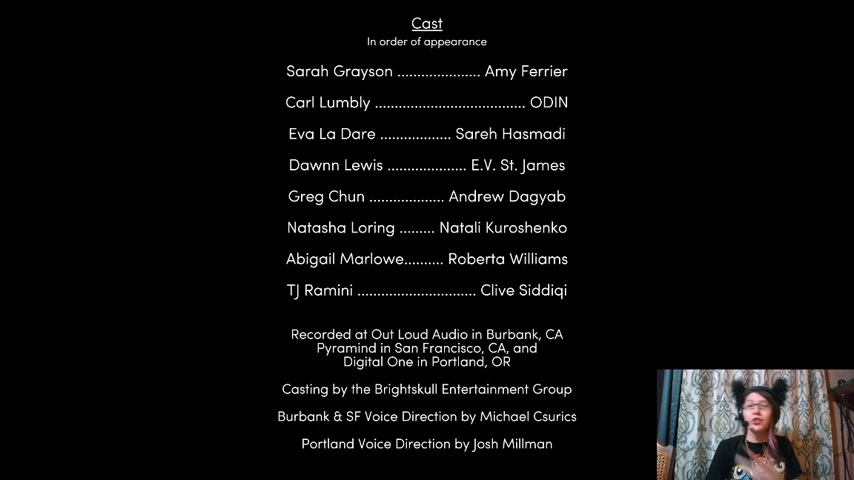 Cast
In order of appearance
Sarah Grayson ..................... Amy Ferrier
Carl Lumbly ...................................... ODIN
Eva La Dare .................. Sareh Hasmadi
Dawnn Lewis .................... E.V. St. James
Greg Chun ................... Andrew Dagyab
Natasha Loring ......... Natali Kuroshenko
Abigail Marlowe.......... Roberta Williams
TJ Ramini .............................. Clive Siddiqi
Recorded at Out Loud Audio in Burbank, CA
Pyramind in San Francisco, CA, and
Digital One in Portland, OR
Casting by the Brightskull Entertainment Group
Burbank & SF Voice Direction by Michael Csurics
Portland Voice Direction by Josh Millman